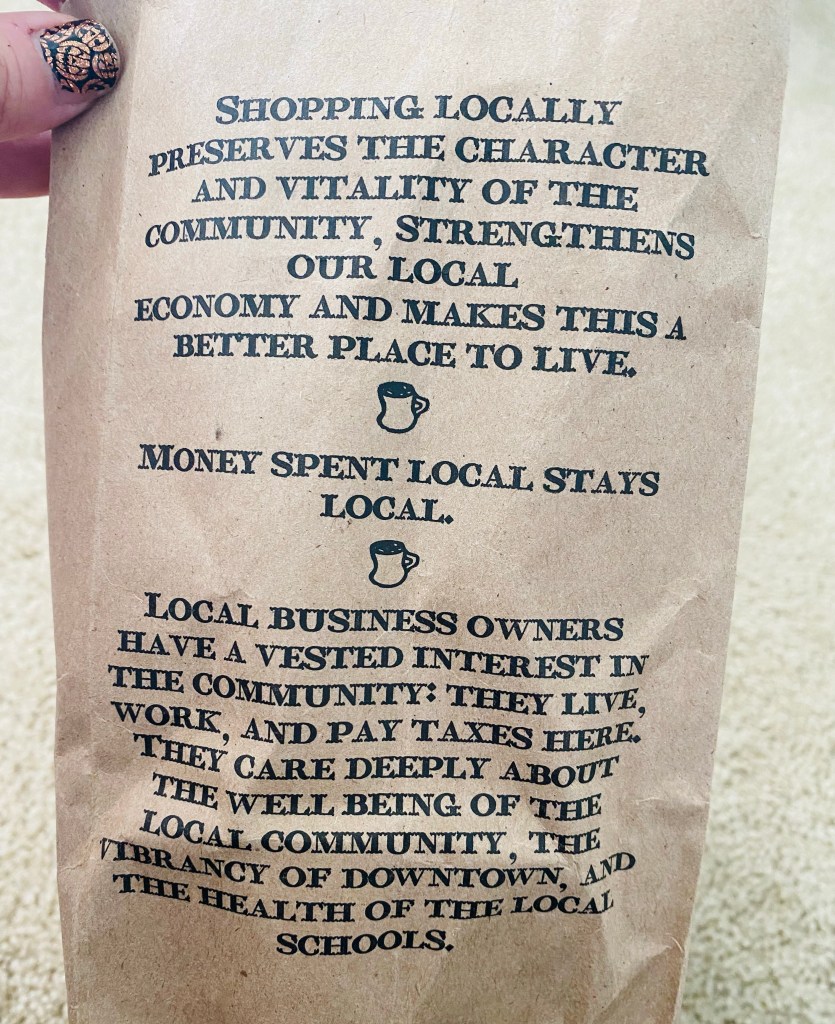 Shopping locally
preserves the character
and vitality of the
community, strengthens
our local
economy and makes this a
better place to live.
Money spent local stays
local.
Local business owners
have a vested interest in
the community: they live,
work, and pay taxes here.
They care deeply about
the well being of the
local community, the
vibrancy of downtown, and
the health of the local
schools.